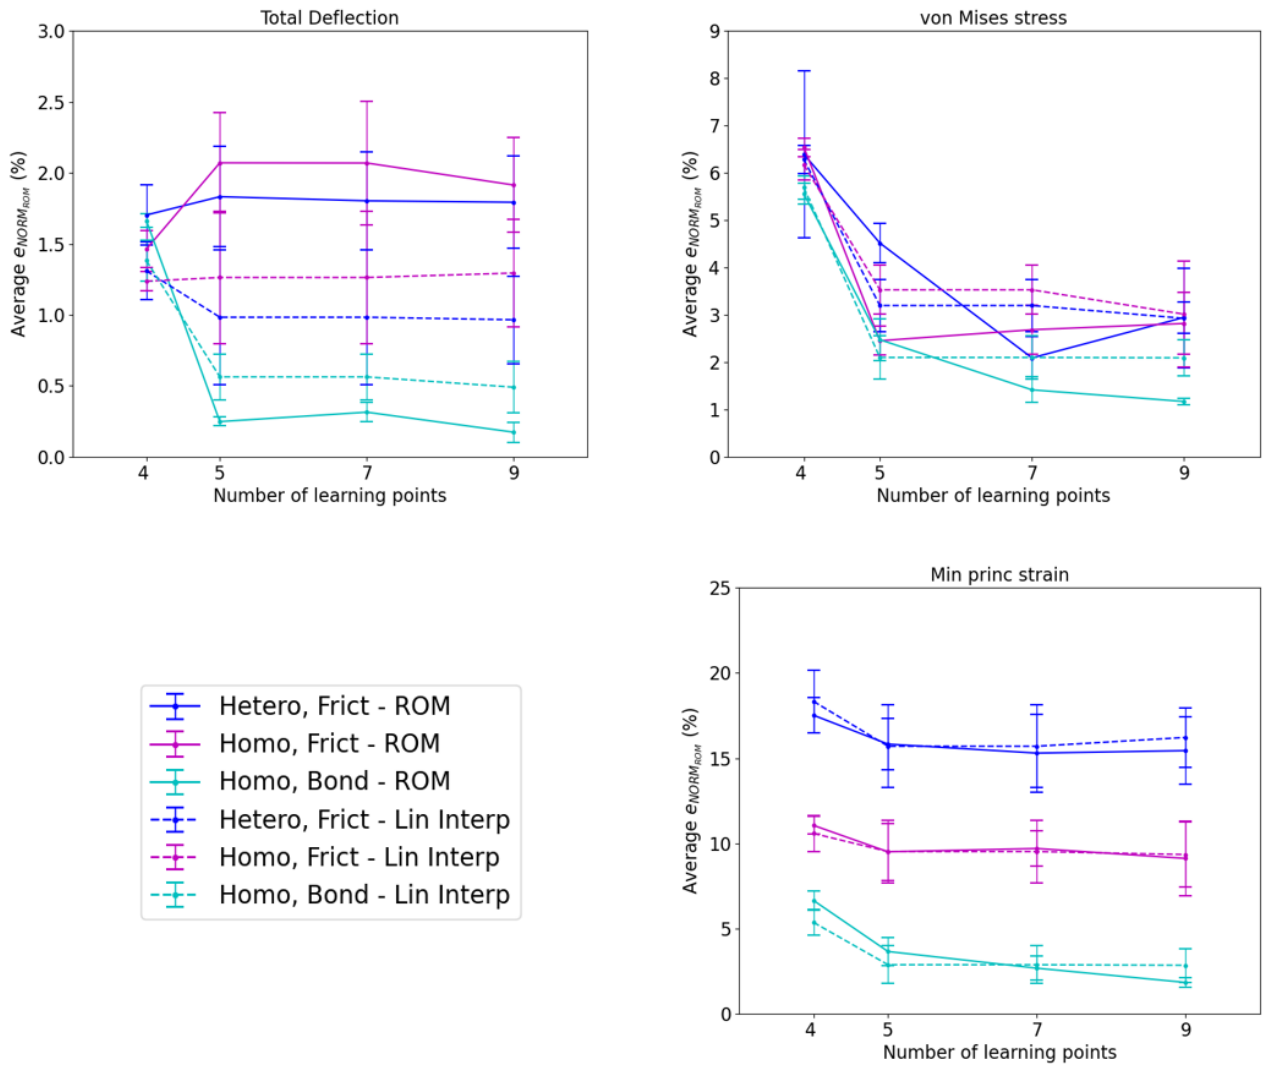 Total Deflection
3.0
2.5
2.0
1.5
1.0
0.5
0.0
Average e_NORM_ROM (%)
4 5 7 9
Number of learning points
von Mises stress
9
8
7
6
5
4
3
2
1
0
Average e_NORM_ROM (%)
4 5 7 9
Number of learning points
Hetero, Frict - ROM
Homo, Frict - ROM
Homo, Bond - ROM
Hetero, Frict - Lin Interp
Homo, Frict - Lin Interp
Homo, Bond - Lin Interp
Min princ strain
25
20
15
10
5
0
Average e_NORM_ROM (%)
4 5 7 9
Number of learning points